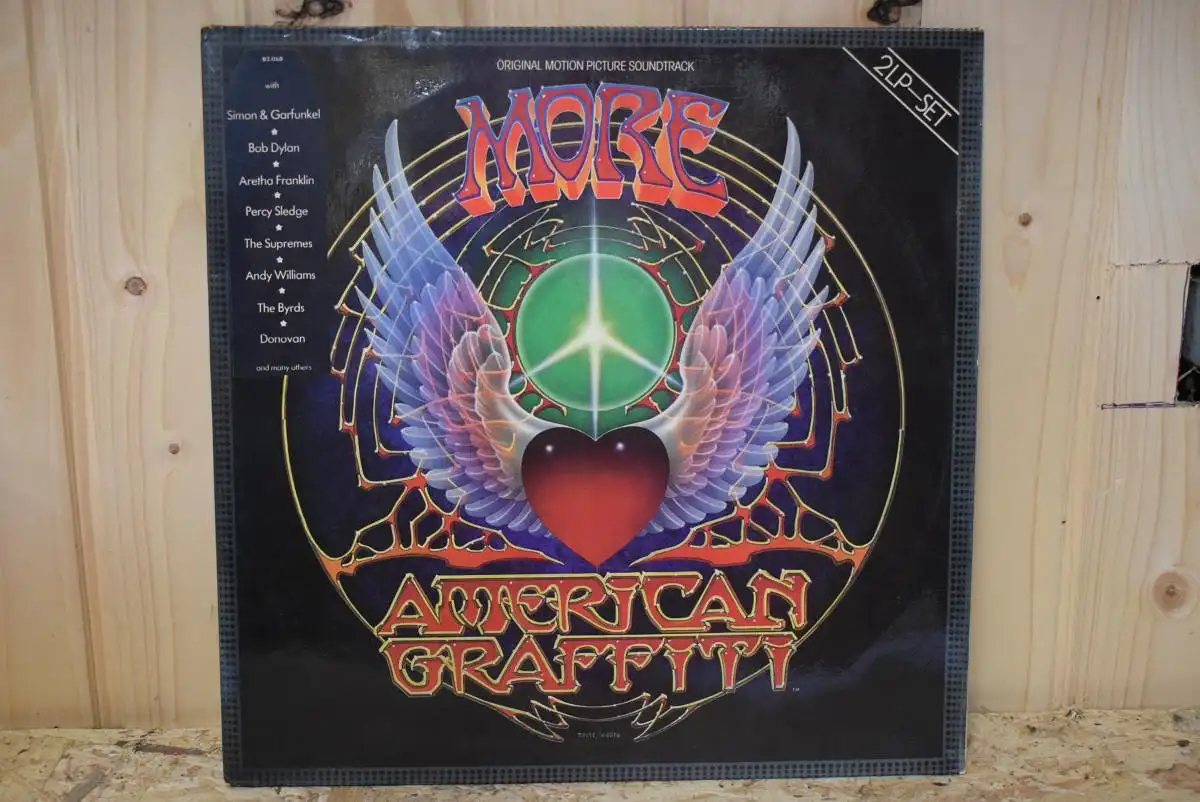 ORIGINAL MOTION PICTURE SOUNDTRACK
2LP-SET
MORE
AMERICAN
GRAFFITI
with
Simon & Garfunkel
Bob Dylan
Aretha Franklin
Percy Sledge
The Supremes
Andy Williams
The Byrds
Donovan
and many others